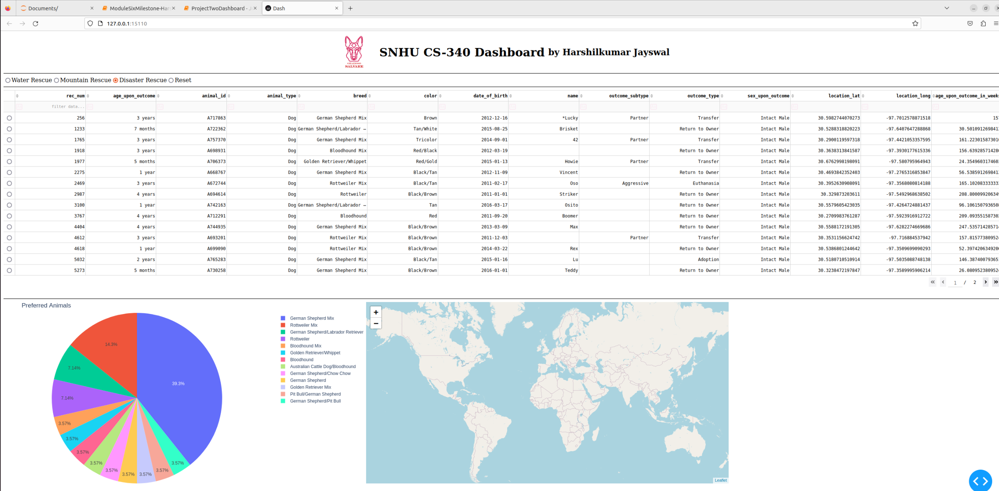 Documents/
ModuleSixMilestone-Har
ProjectTwoDashboard - J
Dash
127.0.0.1:15110
GRAZIOSO
SALVARE
SNHU CS-340 Dashboard by Harshilkumar Jayswal
Water Rescue Mountain Rescue Disaster Rescue Reset
rec_num age_upon_outcome animal_id animal_type breed color date_of_birth name outcome_subtype outcome_type sex_upon_outcome location_lat location_long age_upon_outcome_in_weeks
filter data...
256 3 years A717863 Dog German Shepherd Mix Brown 2012-12-16 *Lucky Partner Transfer Intact Male 30.5982744070273 -97.7012578871518 157
1233 7 months A722362 Dog German Shepherd/Labrador … Tan/White 2015-08-25 Brisket Return to Owner Intact Male 30.5288318820223 -97.6407647288868 30.501091269841
1765 3 years A757370 Dog German Shepherd Mix Tricolor 2014-09-01 42 Partner Transfer Intact Male 30.2900119597318 -97.4421053357595 161.22301587301
1918 3 years A698931 Dog Bloodhound Mix Red/Black 2012-03-19 Return to Owner Intact Male 30.3638313841587 -97.3930177615336 156.63928571428
1977 5 months A706373 Dog Golden Retriever/Whippet Red/Gold 2015-01-13 Howie Partner Transfer Intact Male 30.6762998198091 -97.580795964943 24.354960317460
2275 1 year A668767 Dog German Shepherd Mix Black/Tan 2012-11-09 Vincent Return to Owner Intact Male 30.4693842352403 -97.2765316853847 56.538591269841
2469 3 years A672744 Dog Rottweiler Mix Black/Tan 2011-02-17 Oso Aggressive Euthanasia Intact Male 30.3952630908091 -97.3568080814188 165.10208333333
2987 4 years A694614 Dog Rottweiler Black/Brown 2011-01-01 Striker Return to Owner Intact Male 30.329873203611 -97.5492968638502 208.80009920634
3100 1 year A742163 Dog German Shepherd/Labrador … Tan 2016-03-17 Osito Return to Owner Intact Male 30.5579605423035 -97.4264724881437 96.106150793650
3767 4 years A712291 Dog Bloodhound Red 2011-09-20 Boomer Return to Owner Intact Male 30.2709983761287 -97.5923916912722 209.09355158730
4404 4 years A744935 Dog German Shepherd Mix Black/Brown 2013-03-09 Max Return to Owner Intact Male 30.5588172191305 -97.6282274669686 247.53571428571
4612 3 years A693201 Dog Rottweiler Mix Black/Brown 2011-12-03 Partner Transfer Intact Male 30.3531156624742 -97.716884537942 157.81577380952
4618 1 year A699090 Dog Rottweiler Mix Black/Brown 2014-03-22 Rex Return to Owner Intact Male 30.5386801244642 -97.3509699090293 52.397420634920
5032 2 years A765283 Dog German Shepherd Mix Black/Tan 2015-01-16 Lu Adoption Intact Male 30.5180710510914 -97.5035088748138 146.38740079365
5273 5 months A730258 Dog German Shepherd Mix Black/Brown 2016-01-01 Teddy Return to Owner Intact Male 30.3238472197847 -97.3589995906214 26.080952380952
1 / 2
Preferred Animals
German Shepherd Mix
Rottweiler Mix
German Shepherd/Labrador Retriever
Rottweiler
Bloodhound Mix
Golden Retriever/Whippet
Bloodhound
Australian Cattle Dog/Bloodhound
German Shepherd/Chow Chow
German Shepherd
Golden Retriever Mix
Pit Bull/German Shepherd
German Shepherd/Pit Bull
14.3%
7.14%
39.3%
7.14%
3.57%
3.57%
3.57%
3.57%
3.57%
3.57%
3.57%
3.57%
3.57%
+
−
Leaflet